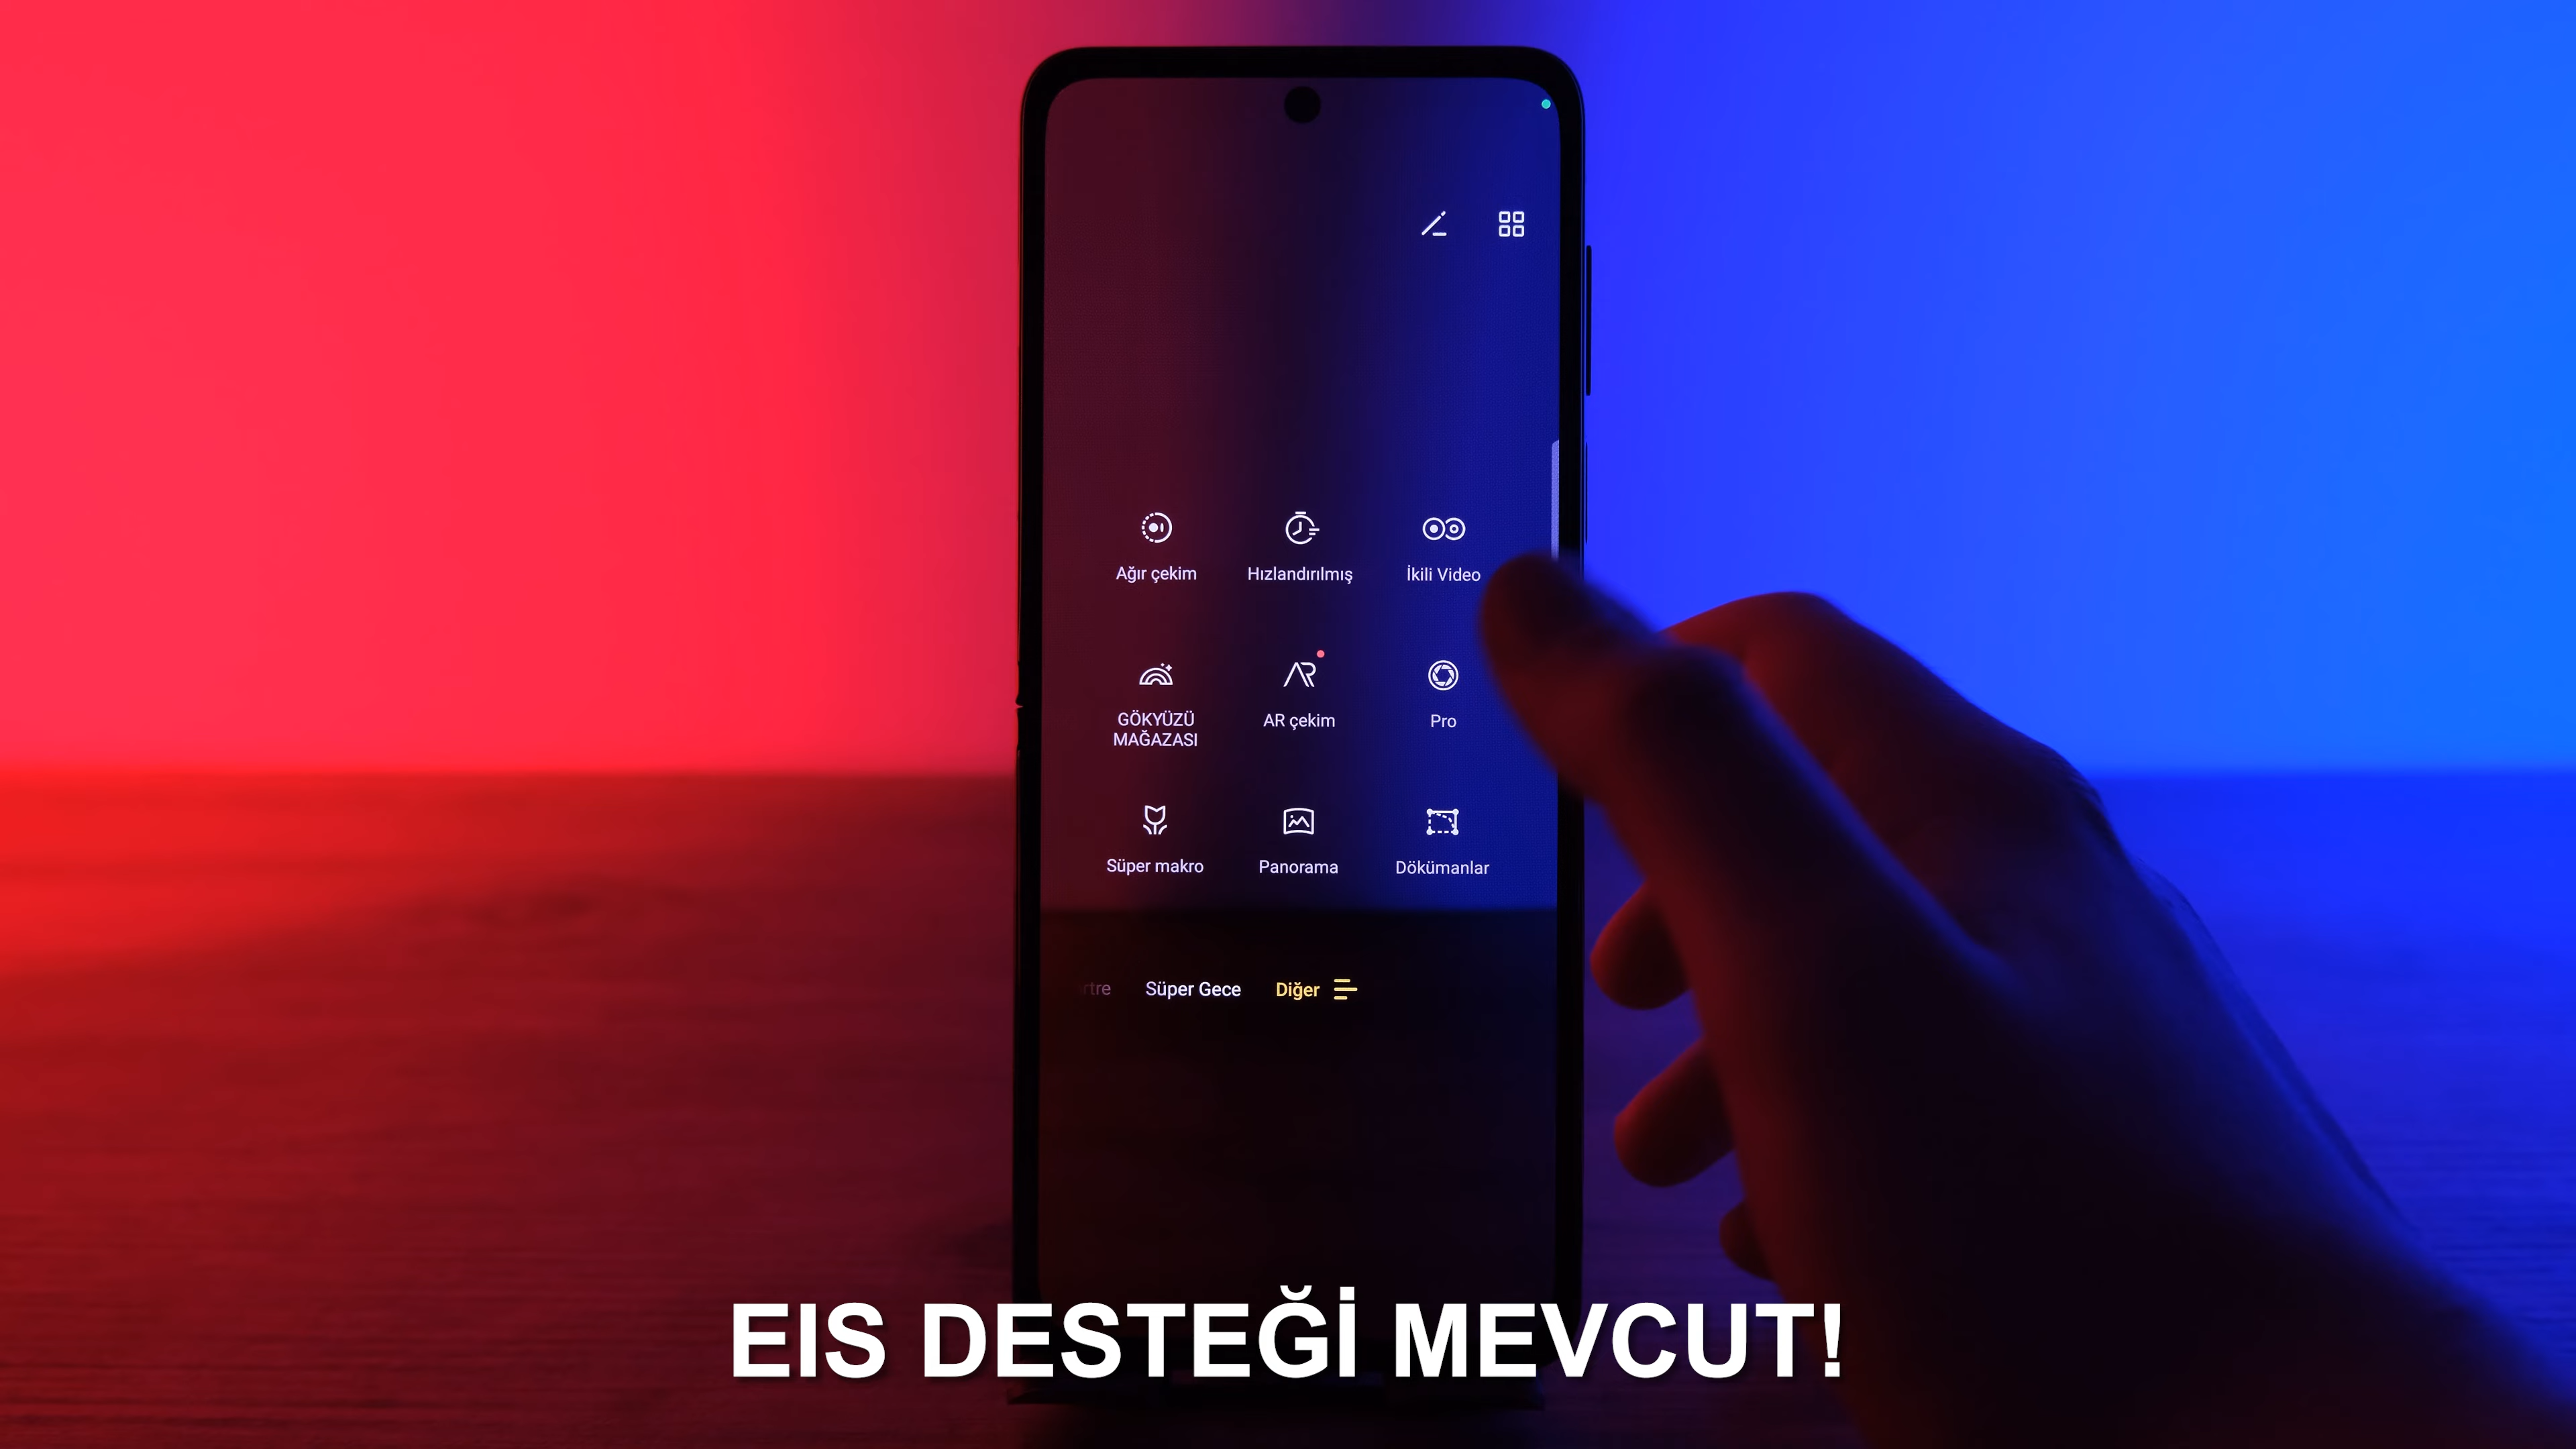 Ağır çekim
Hızlandırılmış
İkili Video
GÖKYÜZÜ
MAĞAZASI
AR çekim
Pro
Süper makro
Panorama
Dökümanlar
Süper Gece
Diğer
EIS DESTEĞİ MEVCUT!